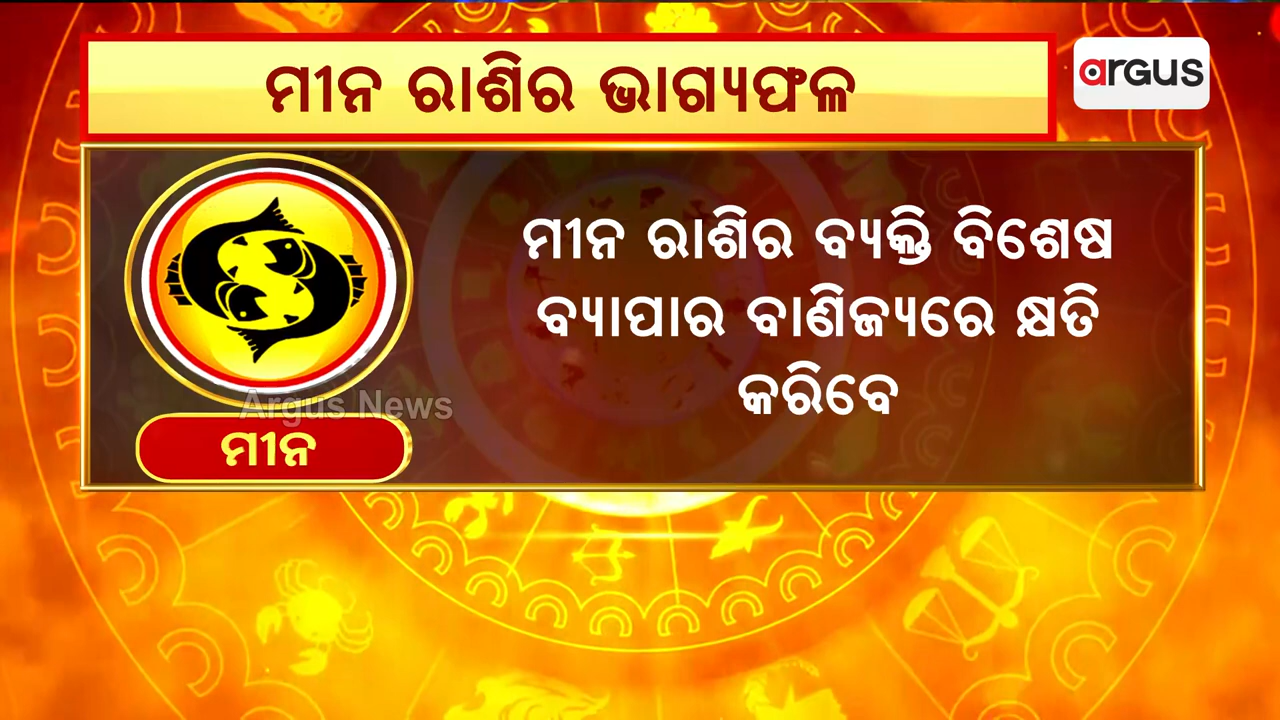 ମୀନ ରାଶିର ଭାଗ୍ୟଫଳ
argus
ମୀନ ରାଶିର ବ୍ୟକ୍ତି ବିଶେଷ
ବ୍ୟାପାର ବାଣିଜ୍ୟରେ କ୍ଷତି
କରିବେ
Argus News
ମୀନ